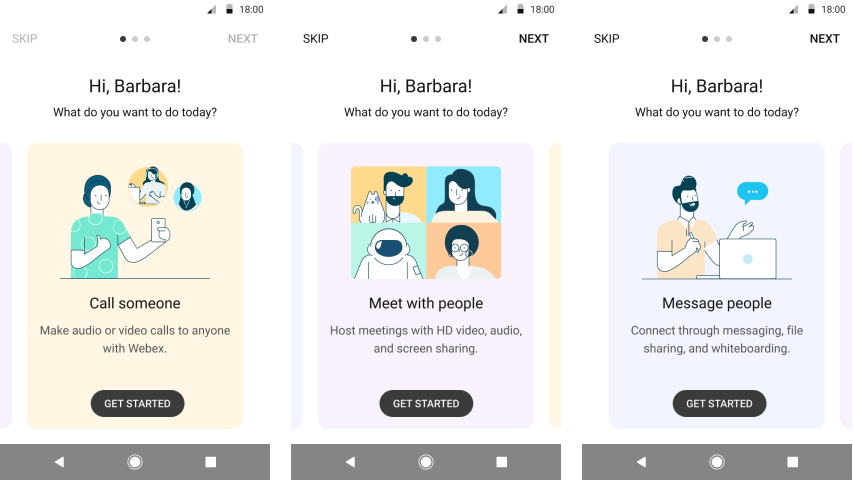 18:00
SKIP
NEXT
Hi, Barbara!
What do you want to do today?
Call someone
Make audio or video calls to anyone
with Webex.
GET STARTED
18:00
SKIP
NEXT
Hi, Barbara!
What do you want to do today?
Meet with people
Host meetings with HD video, audio,
and screen sharing.
GET STARTED
18:00
SKIP
NEXT
Hi, Barbara!
What do you want to do today?
Message people
Connect through messaging, file
sharing, and whiteboarding.
GET STARTED